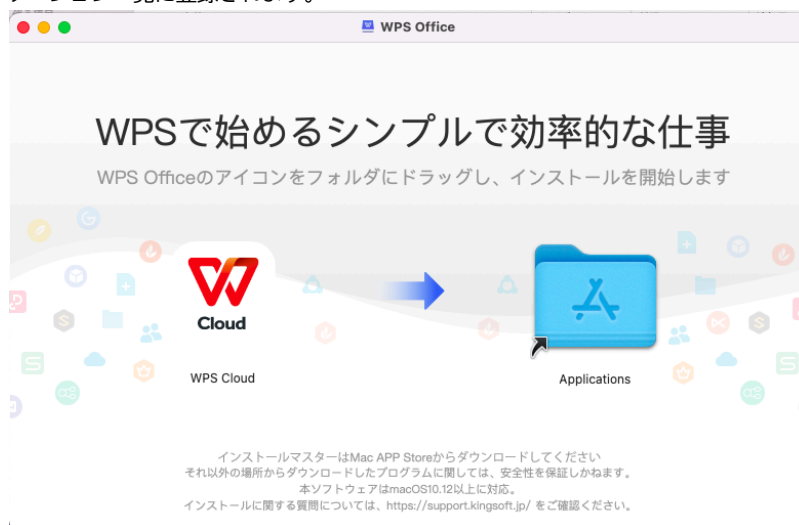 WPS Office
WPSで始めるシンプルで効率的な仕事
WPS Officeのアイコンをフォルダにドラッグし、インストールを開始します
Cloud
WPS Cloud
Applications
インストールマスターはMac APP Storeからダウンロードしてください
それ以外の場所からダウンロードしたプログラムに関しては、安全性を保証しかねます。
本ソフトウェアはmacOS10.12以上に対応。
インストールに関する質問については、https://support.kingsoft.jp/ をご確認ください。